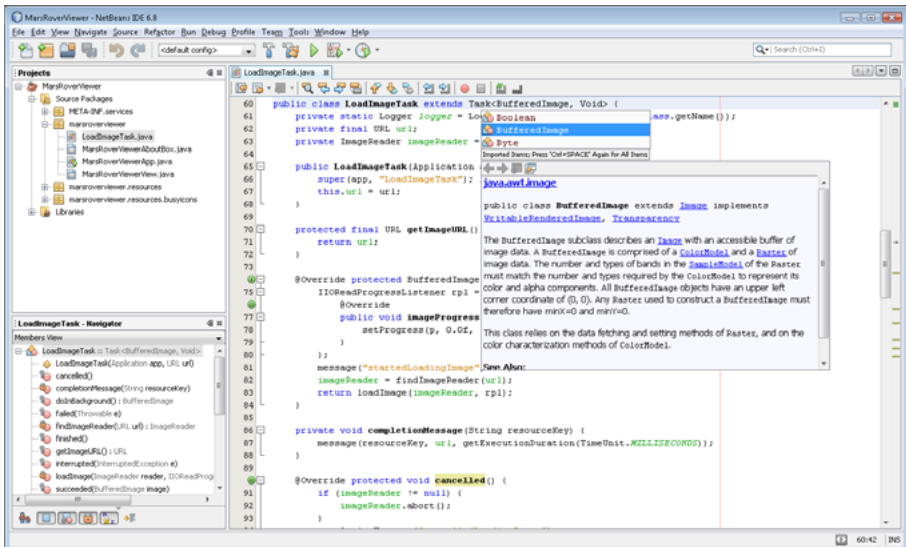 MarsRoverViewer - NetBeans IDE 6.8
File Edit View Navigate Source Refactor Run Debug Profile Team Tools Window Help
<default config>
Search (Ctrl+I)
Projects
MarsRoverViewer
Source Packages
META-INF.services
marsroverviewer
LoadImageTask.java
MarsRoverViewerAboutBox.java
MarsRoverViewerApp.java
MarsRoverViewerView.java
marsroverviewer.resources
marsroverviewer.resources.busyicons
Libraries
LoadImageTask - Navigator
Members View
LoadImageTask :: Task<BufferedImage, Void>
LoadImageTask(Application app, URL url)
cancelled()
completionMessage(String resourceKey)
doInBackground() : BufferedImage
failed(Throwable e)
findImageReader(URL url) : ImageReader
finished()
getImageURL() : URL
interrupted(InterruptedException e)
loadImage(ImageReader reader, IIOReadProg
succeeded(BufferedImage image)
LoadImageTask.java
60 public class LoadImageTask extends Task<BufferedImage, Void> {
61 private static Logger logger = Lo ass.getName());
62 private final URL url;
63 private ImageReader imageReader =
64
65 public LoadImageTask(Application
66 super(app, "LoadImageTask");
67 this.url = url;
68 }
69
70 protected final URL getImageURL()
71 return url;
72 }
73
@Override protected BufferedImage
75 IIOReadProgressListener rpl =
@Override
77 public void imageProgress
78 setProgress(p, 0.0f,
79 }
80 };
81 message("startedLoadingImage"
82 imageReader = findImageReader(url);
83 return loadImage(imageReader, rpl);
84 }
85
86 private void completionMessage(String resourceKey) {
87 message(resourceKey, url, getExecutionDuration(TimeUnit.MILLISECONDS));
88 }
89
@Override protected void cancelled() {
91 if (imageReader != null) {
92 imageReader.abort();
93 }
Boolean
BufferedImage
Byte
Imported Items; Press 'Ctrl+SPACE' Again for All Items
java.awt.image
public class BufferedImage extends Image implements
WritableRenderedImage, Transparency
The BufferedImage subclass describes an Image with an accessible buffer of
image data. A BufferedImage is comprised of a ColorModel and a Raster of
image data. The number and types of bands in the SampleModel of the Raster
must match the number and types required by the ColorModel to represent its
color and alpha components. All BufferedImage objects have an upper left
corner coordinate of (0, 0). Any Raster used to construct a BufferedImage must
therefore have minX=0 and minY=0.
This class relies on the data fetching and setting methods of Raster, and on the
color characterization methods of ColorModel.
See Also:
60:42 INS